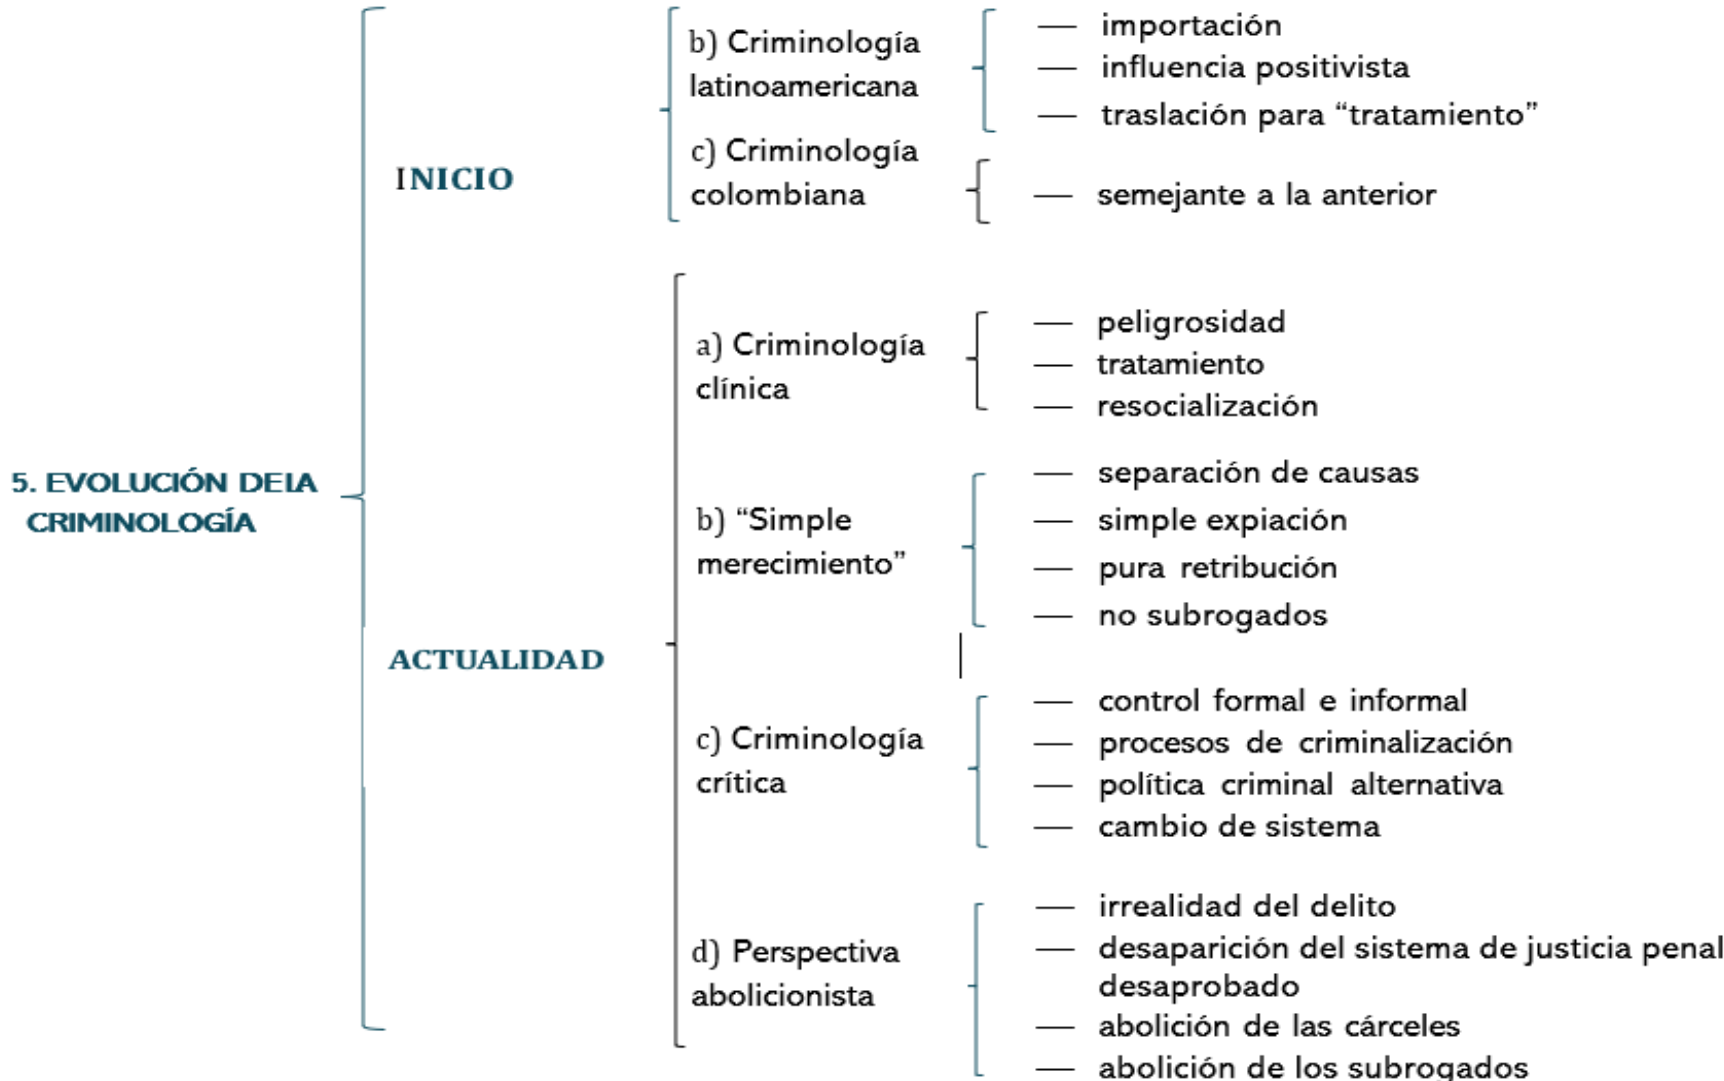 5. EVOLUCIÓN DEIA
CRIMINOLOGÍA
INICIO
b) Criminología
latinoamericana
— importación
— influencia positivista
— traslación para “tratamiento”
c) Criminología
colombiana
— semejante a la anterior
ACTUALIDAD
a) Criminología
clínica
— peligrosidad
— tratamiento
— resocialización
b) “Simple
merecimiento”
— separación de causas
— simple expiación
— pura retribución
— no subrogados
c) Criminología
crítica
— control formal e informal
— procesos de criminalización
— política criminal alternativa
— cambio de sistema
d) Perspectiva
abolicionista
— irrealidad del delito
— desaparición del sistema de justicia penal
desaprobado
— abolición de las cárceles
— abolición de los subrogados